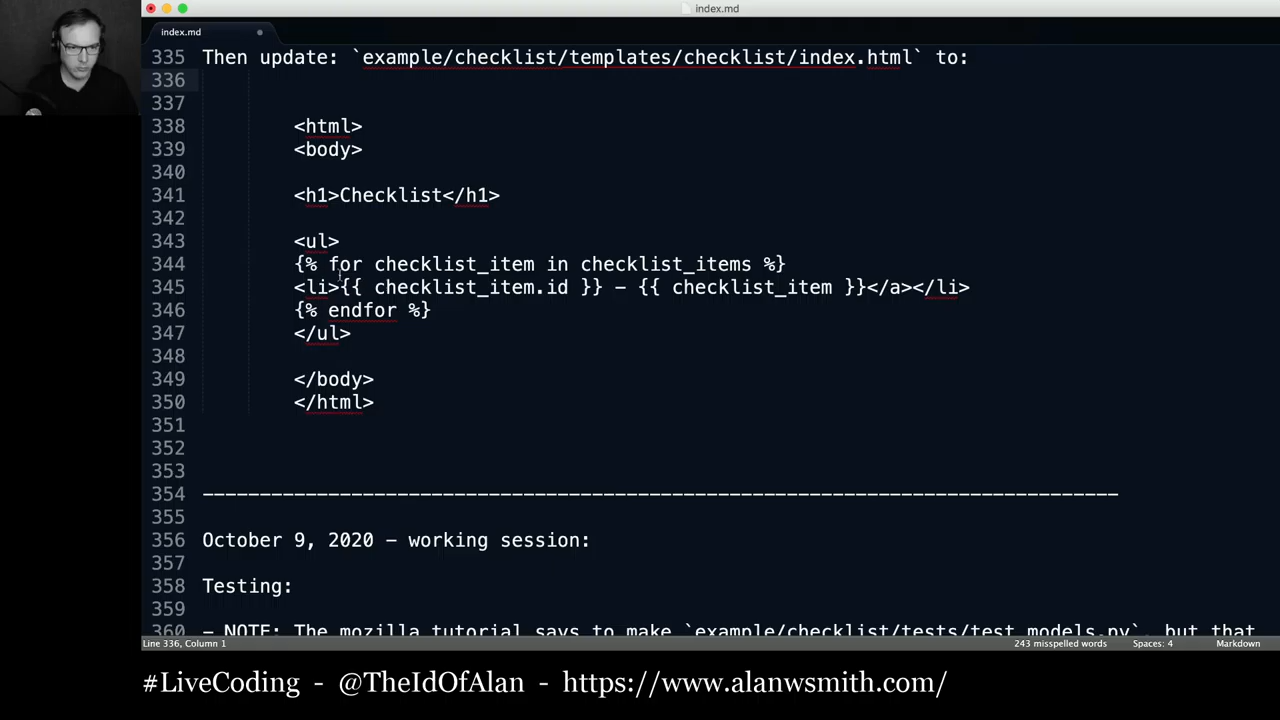 index.md
index.md
335 Then update: `example/checklist/templates/checklist/index.html` to:
336
337
338 <html>
339 <body>
340
341 <h1>Checklist</h1>
342
343 <ul>
344 {% for checklist_item in checklist_items %}
345 <li>{{ checklist_item.id }} - {{ checklist_item }}</a></li>
346 {% endfor %}
347 </ul>
348
349 </body>
350 </html>
351
352
353
354 --------------------------------------------------------------------------------
355
356 October 9, 2020 - working session:
357
358 Testing:
359
360 - NOTE: The mozilla tutorial says to make `example/checklist/tests/test_models.py`, but that
Line 336, Column 1
243 misspelled words
Spaces: 4
Markdown
#LiveCoding - @TheIdOfAlan - https://www.alanwsmith.com/